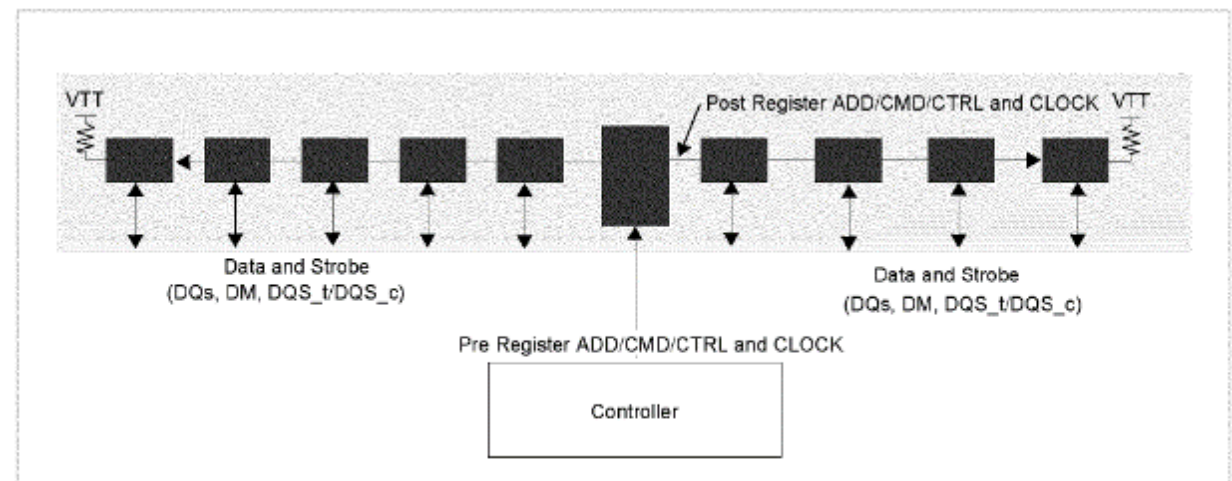 VTT
Post Register ADD/CMD/CTRL and CLOCK
VTT
Data and Strobe
(DQs, DM, DQS_t/DQS_c)
Data and Strobe
(DQs, DM, DQS_t/DQS_c)
Pre Register ADD/CMD/CTRL and CLOCK
Controller